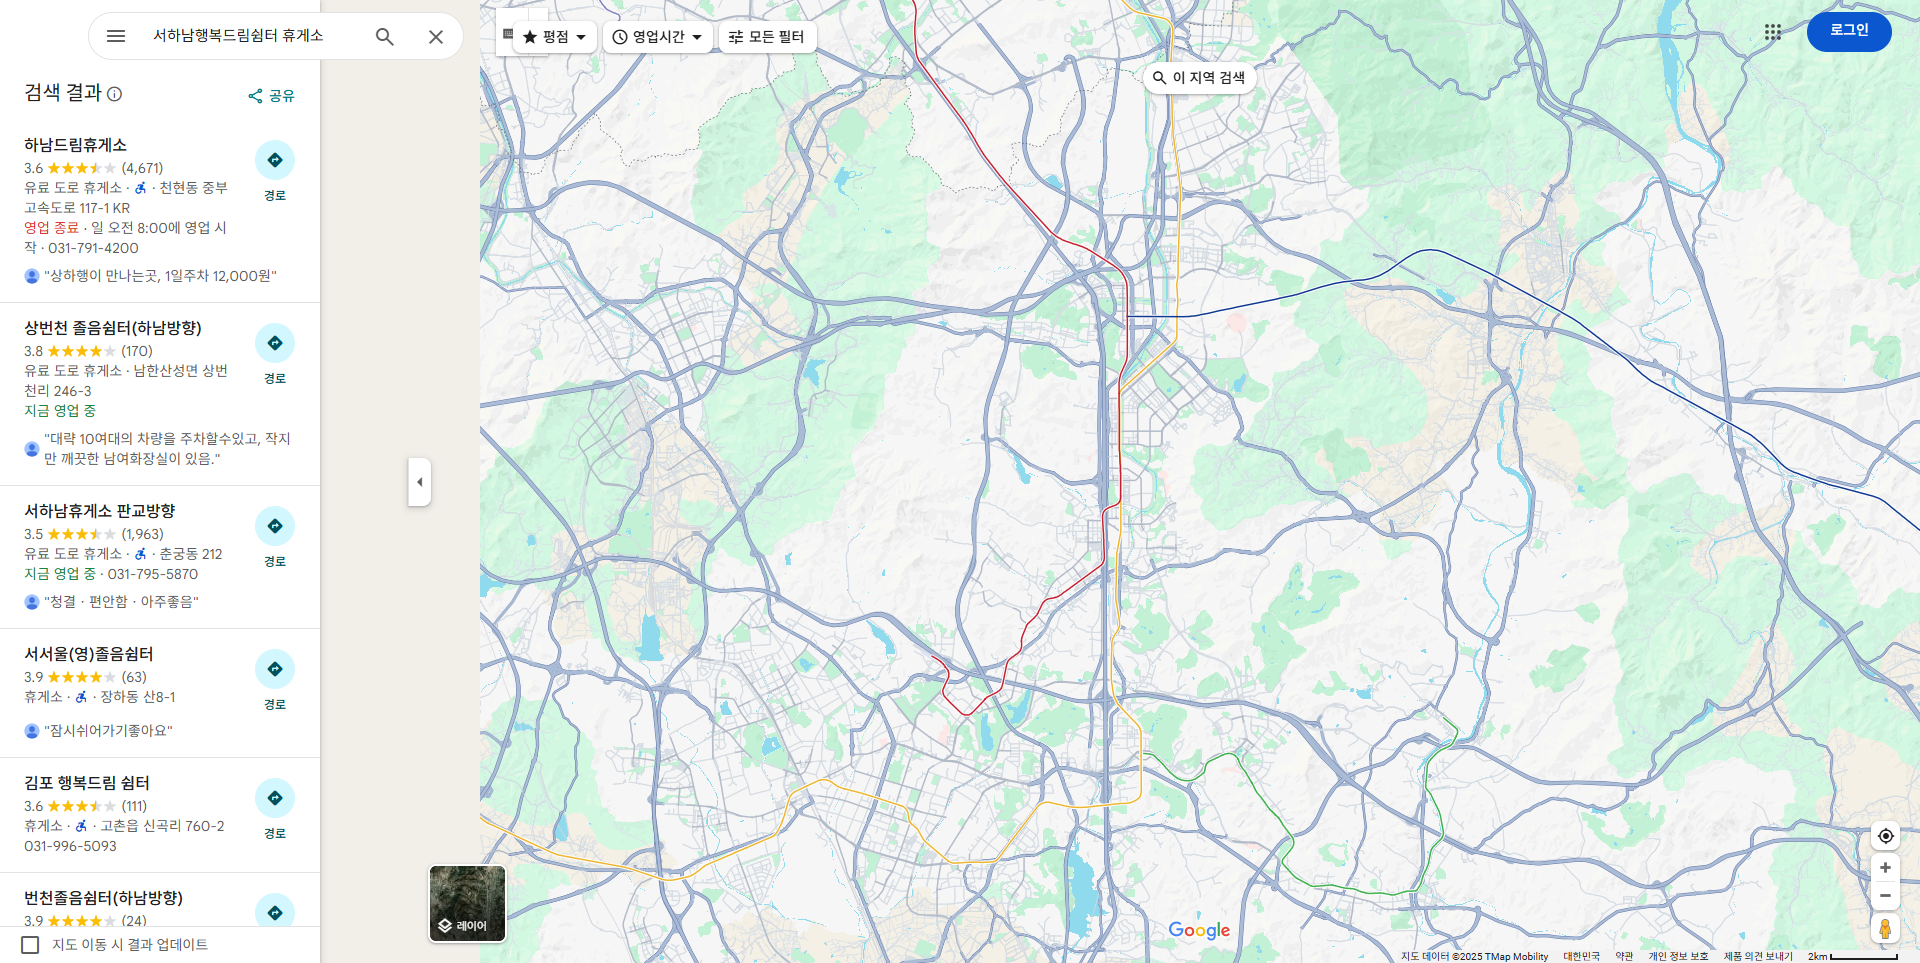 서하남행복드림쉼터 휴게소
평점
영업시간
모든 필터
로그인
이 지역 검색
검색 결과
공유
하남드림휴게소
3.6 (4,671)
유료 도로 휴게소 · · 천현동 중부
고속도로 117-1 KR
영업 종료 · 일 오전 8:00에 영업 시
작 · 031-791-4200
경로
"상하행이 만나는곳, 1일주차 12,000원"
상번천 졸음쉼터(하남방향)
3.8 (170)
유료 도로 휴게소 · 남한산성면 상번
천리 246-3
지금 영업 중
경로
"대략 10여대의 차량을 주차할수있고, 작지
만 깨끗한 남여화장실이 있음."
서하남휴게소 판교방향
3.5 (1,963)
유료 도로 휴게소 · · 춘궁동 212
지금 영업 중 · 031-795-5870
경로
"청결 · 편안함 · 아주좋음"
서서울(영)졸음쉼터
3.9 (63)
휴게소 · · 장하동 산8-1
경로
"잠시쉬어가기좋아요"
김포 행복드림 쉼터
3.6 (111)
휴게소 · · 고촌읍 신곡리 760-2
031-996-5093
경로
번천졸음쉼터(하남방향)
3.9 (24)
지도 이동 시 결과 업데이트
레이어
Google
지도 데이터 ©2025 TMap Mobility 대한민국 약관 개인 정보 보호 제품 의견 보내기 2km